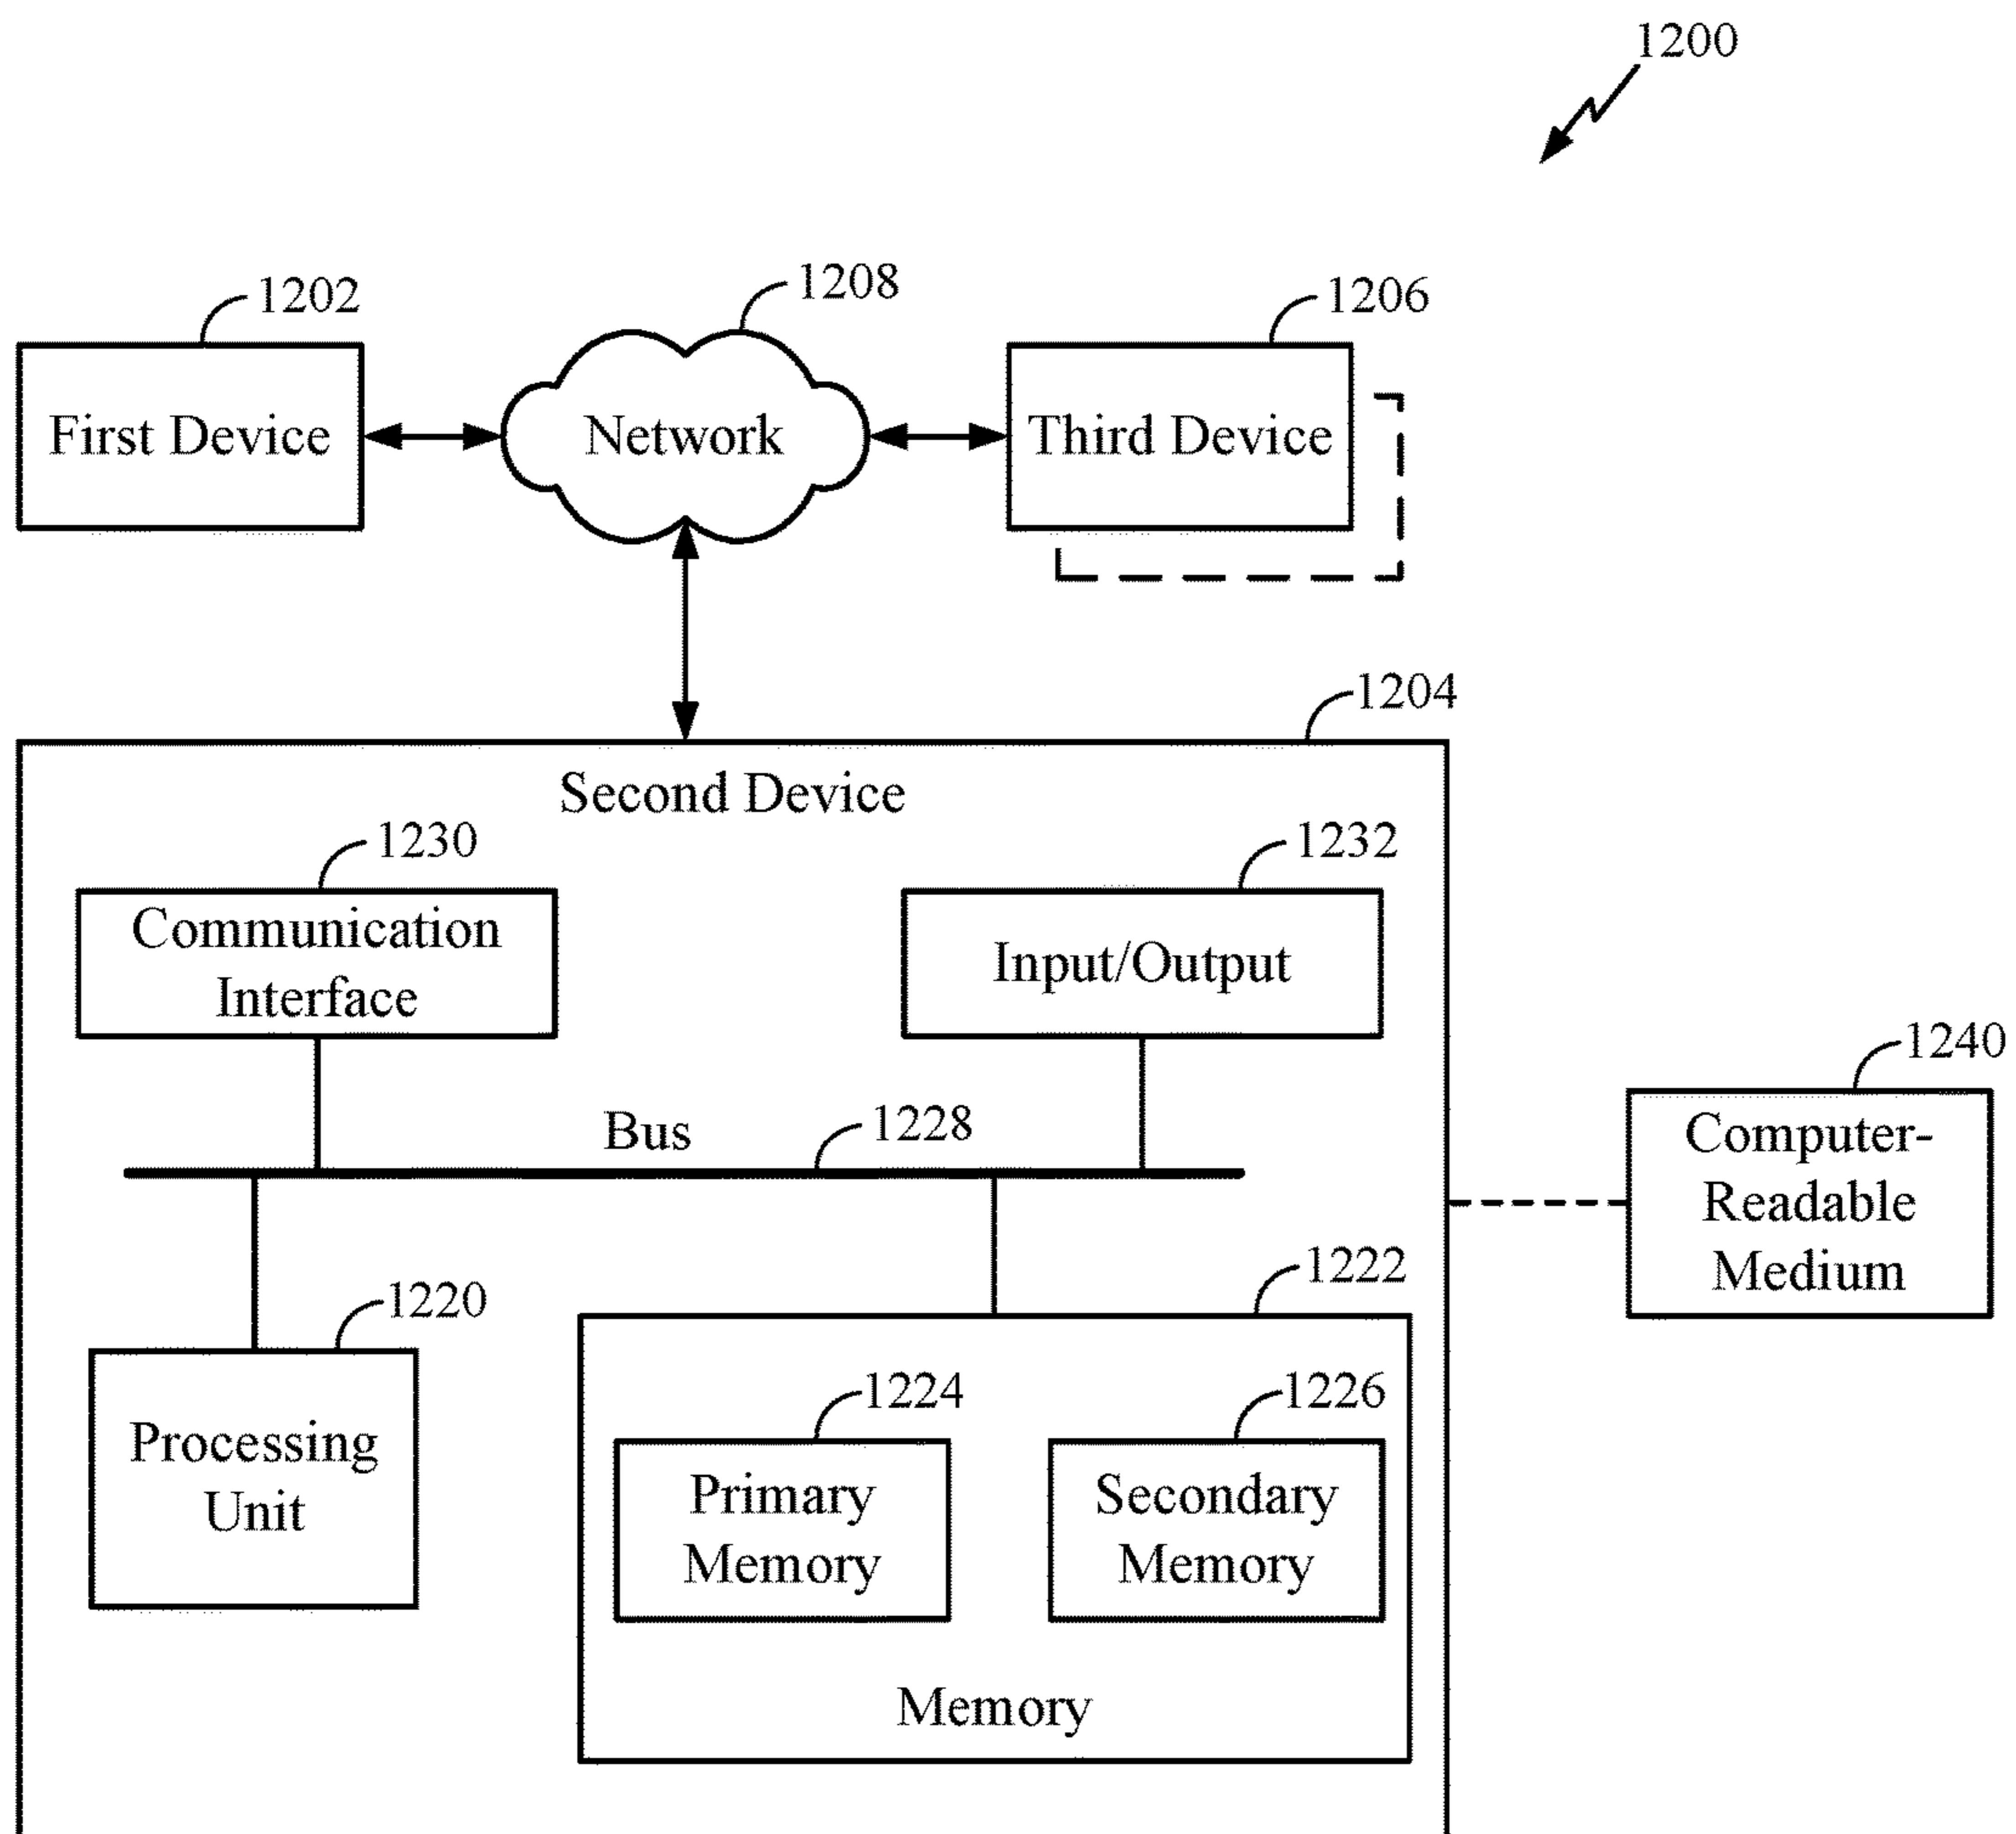 1200
1202
1208
1206
First Device
Network
Third Device
1204
Second Device
1230
1232
Communication
Interface
Input/Output
1240
Computer-
Readable
Medium
Bus
1228
1222
1220
1224
1226
Processing
Unit
Primary
Memory
Secondary
Memory
Memory